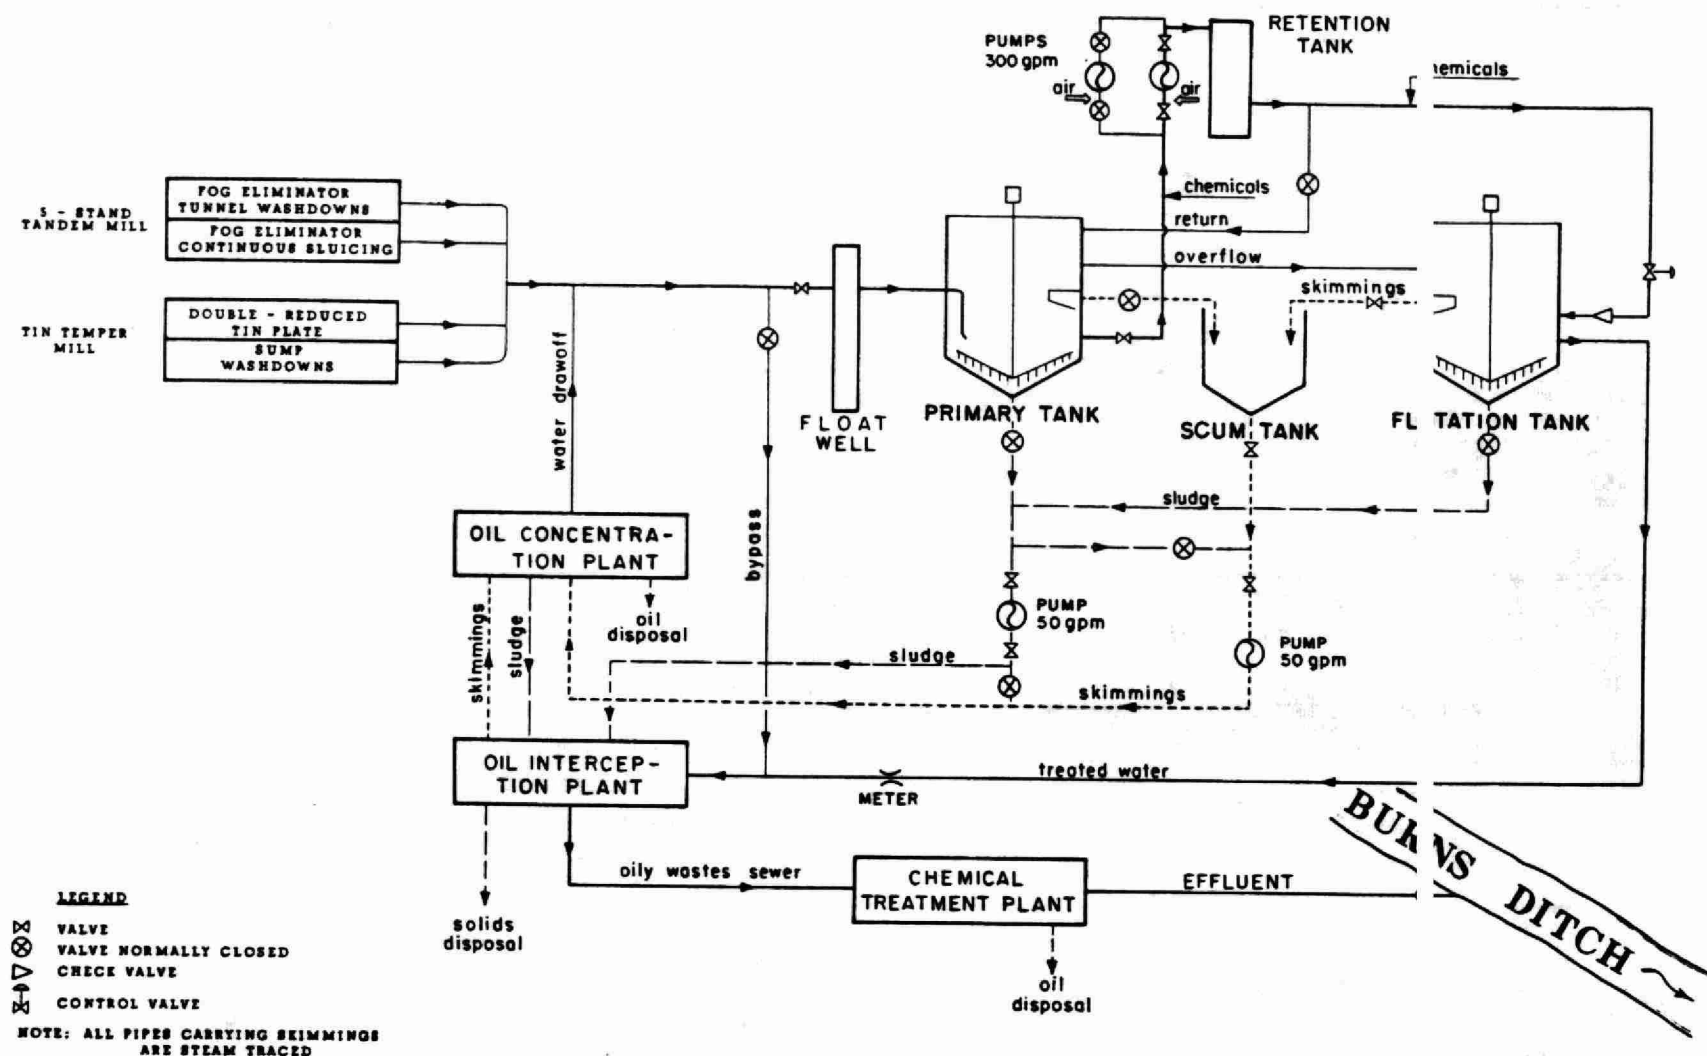 RETENTION
TANK
PUMPS
300 gpm
air
air
hemicals
chemicals
return
overflow
skimmings
5 - STAND
TANDEM MILL
FOG ELIMINATOR
TUNNEL WASHDOWNS
FOG ELIMINATOR
CONTINUOUS SLUICING
TIN TEMPER
MILL
DOUBLE - REDUCED
TIN PLATE
SUMP
WASHDOWNS
water drawoff
bypass
FLOAT
WELL
PRIMARY TANK
SCUM TANK
FL TATION TANK
sludge
OIL CONCENTRA-
TION PLANT
oil
disposal
skimmings
sludge
PUMP
50 gpm
PUMP
50 gpm
sludge
skimmings
OIL INTERCEP-
TION PLANT
treated water
METER
solids
disposal
oily wastes sewer
CHEMICAL
TREATMENT PLANT
EFFLUENT
oil
disposal
BURNS DITCH
LEGEND
VALVE
VALVE NORMALLY CLOSED
CHECK VALVE
CONTROL VALVE
NOTE: ALL PIPES CARRYING SKIMMINGS
ARE STEAM TRACED